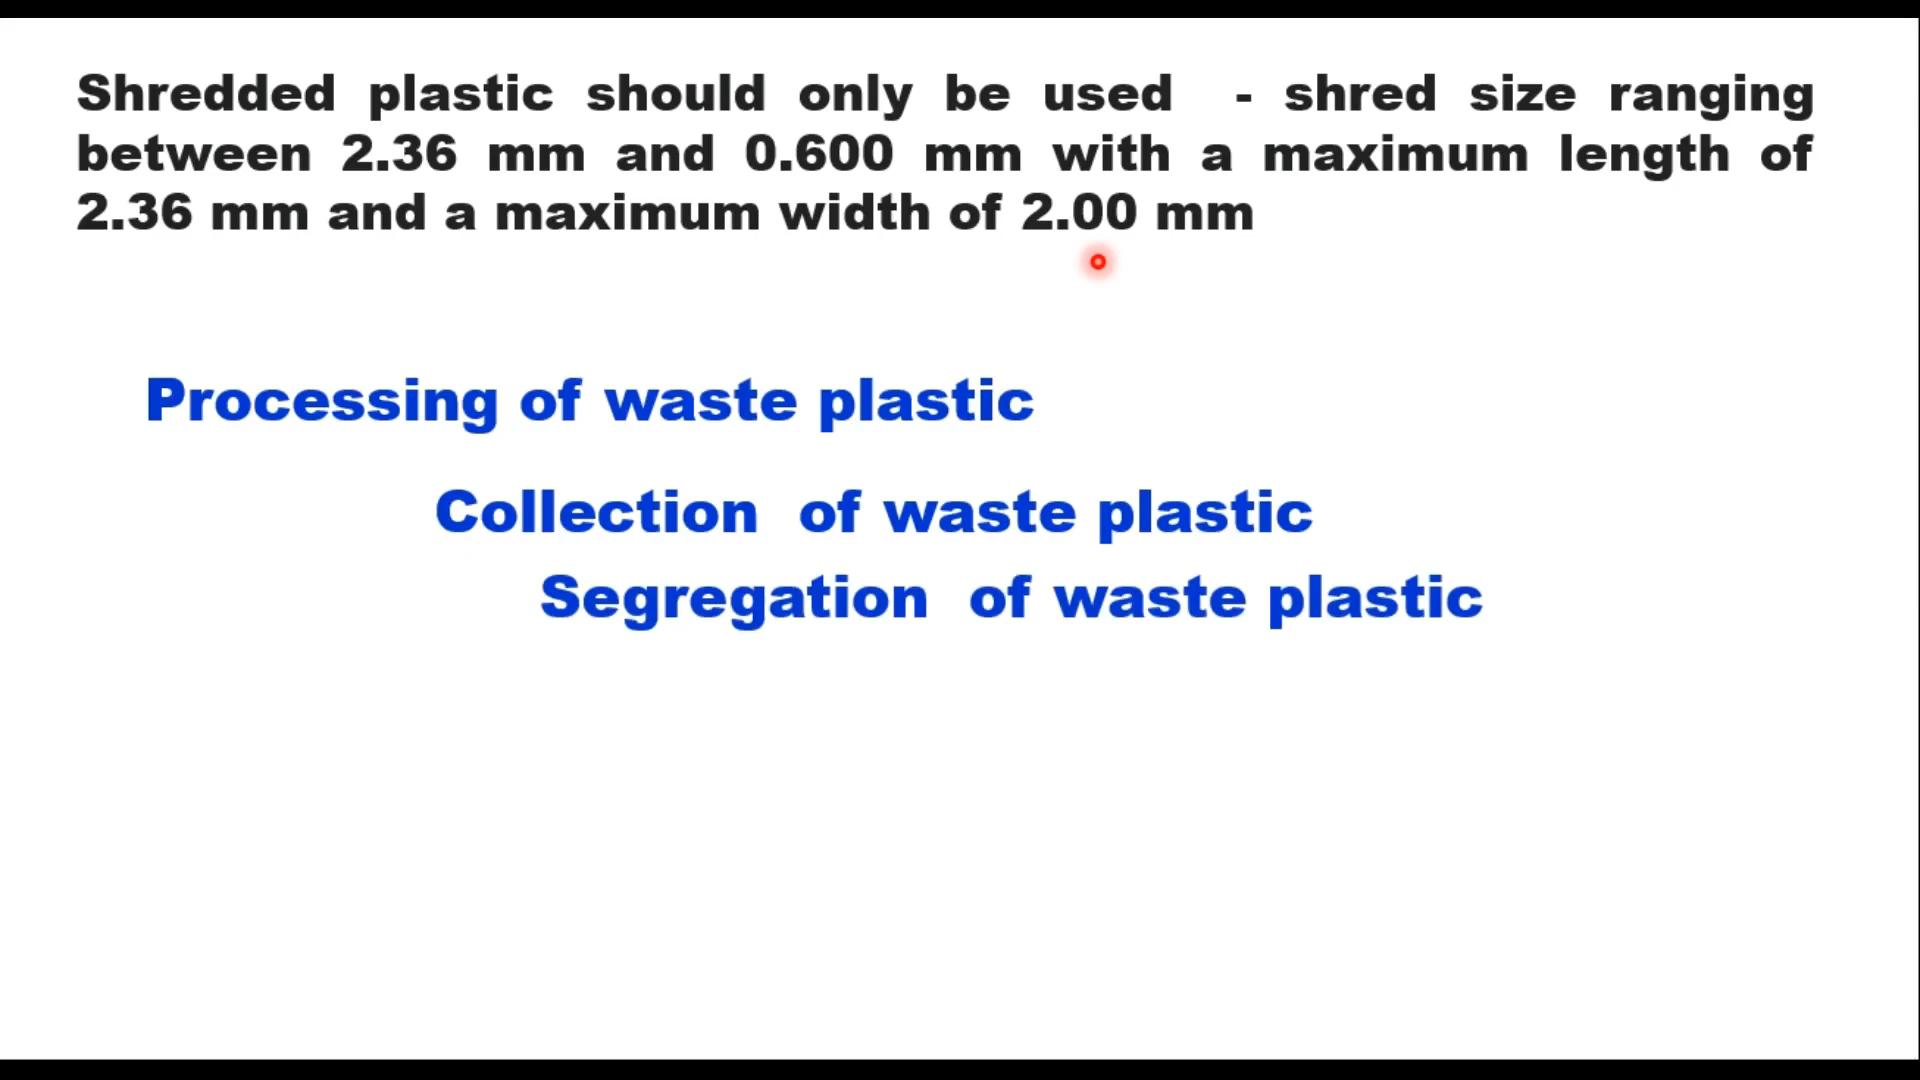 Shredded plastic should only be used - shred size ranging
between 2.36 mm and 0.600 mm with a maximum length of
2.36 mm and a maximum width of 2.00 mm
Processing of waste plastic
Collection of waste plastic
Segregation of waste plastic